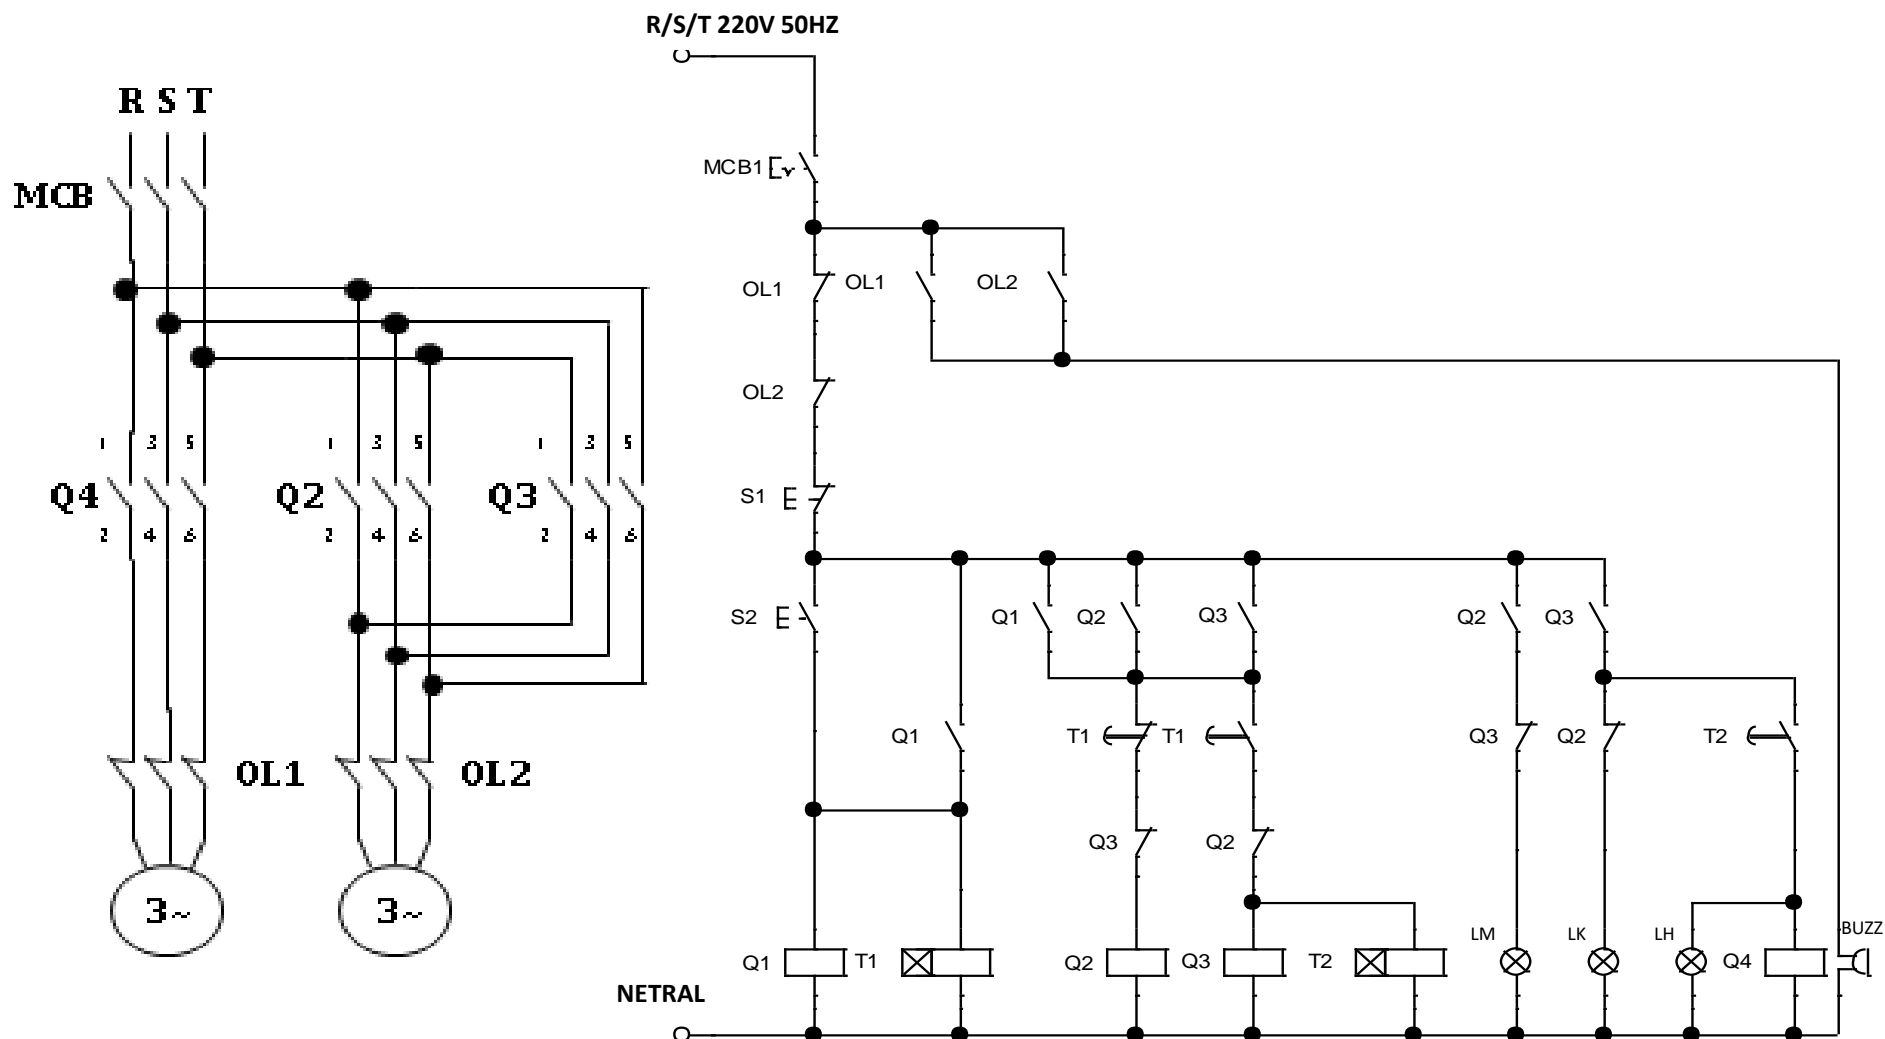 R/S/T 220V 50HZ
R S T
MCB
MCB1
OL1
OL1
OL2
OL2
1 3 5
1 3 5
1 3 5
Q4
Q2
Q3
S1
2 4 6
2 4 6
2 4 6
S2
Q1
Q2
Q3
Q2
Q3
Q1
T1
T1
Q3
Q2
T2
OL1
OL2
Q3
Q2
3~
3~
Q1
T1
Q2
Q3
T2
LM
LK
LH
Q4
BUZZ
NETRAL